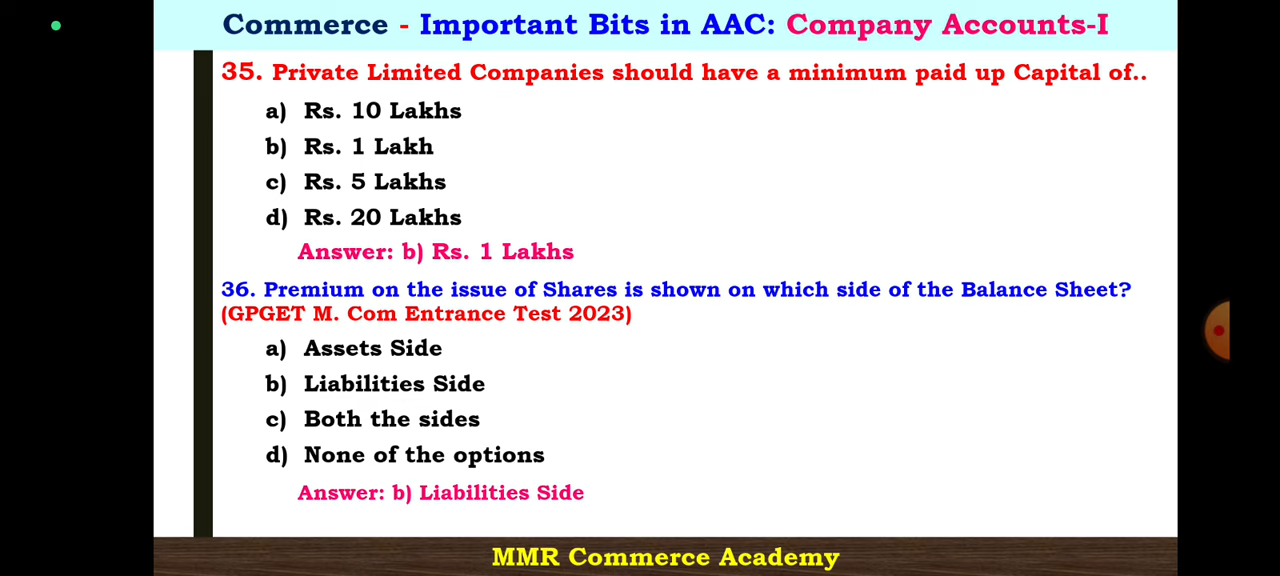 Commerce - Important Bits in AAC: Company Accounts-I
35. Private Limited Companies should have a minimum paid up Capital of..
a) Rs. 10 Lakhs
b) Rs. 1 Lakh
c) Rs. 5 Lakhs
d) Rs. 20 Lakhs
Answer: b) Rs. 1 Lakhs
36. Premium on the issue of Shares is shown on which side of the Balance Sheet?
(GPGET M. Com Entrance Test 2023)
a) Assets Side
b) Liabilities Side
c) Both the sides
d) None of the options
Answer: b) Liabilities Side
MMR Commerce Academy